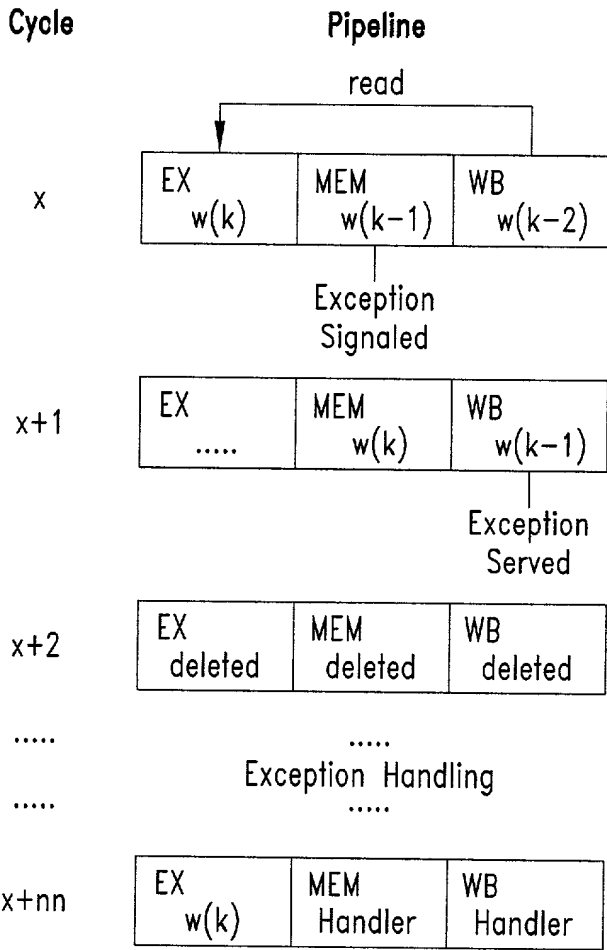 Cycle Pipeline
read
x
EX MEM WB
w(k) w(k-1) w(k-2)
Exception
Signaled
x+1
EX MEM WB
..... w(k) w(k-1)
Exception
Served
x+2
EX MEM WB
deleted deleted deleted
..... .....
Exception Handling
..... .....
x+nn
EX MEM WB
w(k) Handler Handler